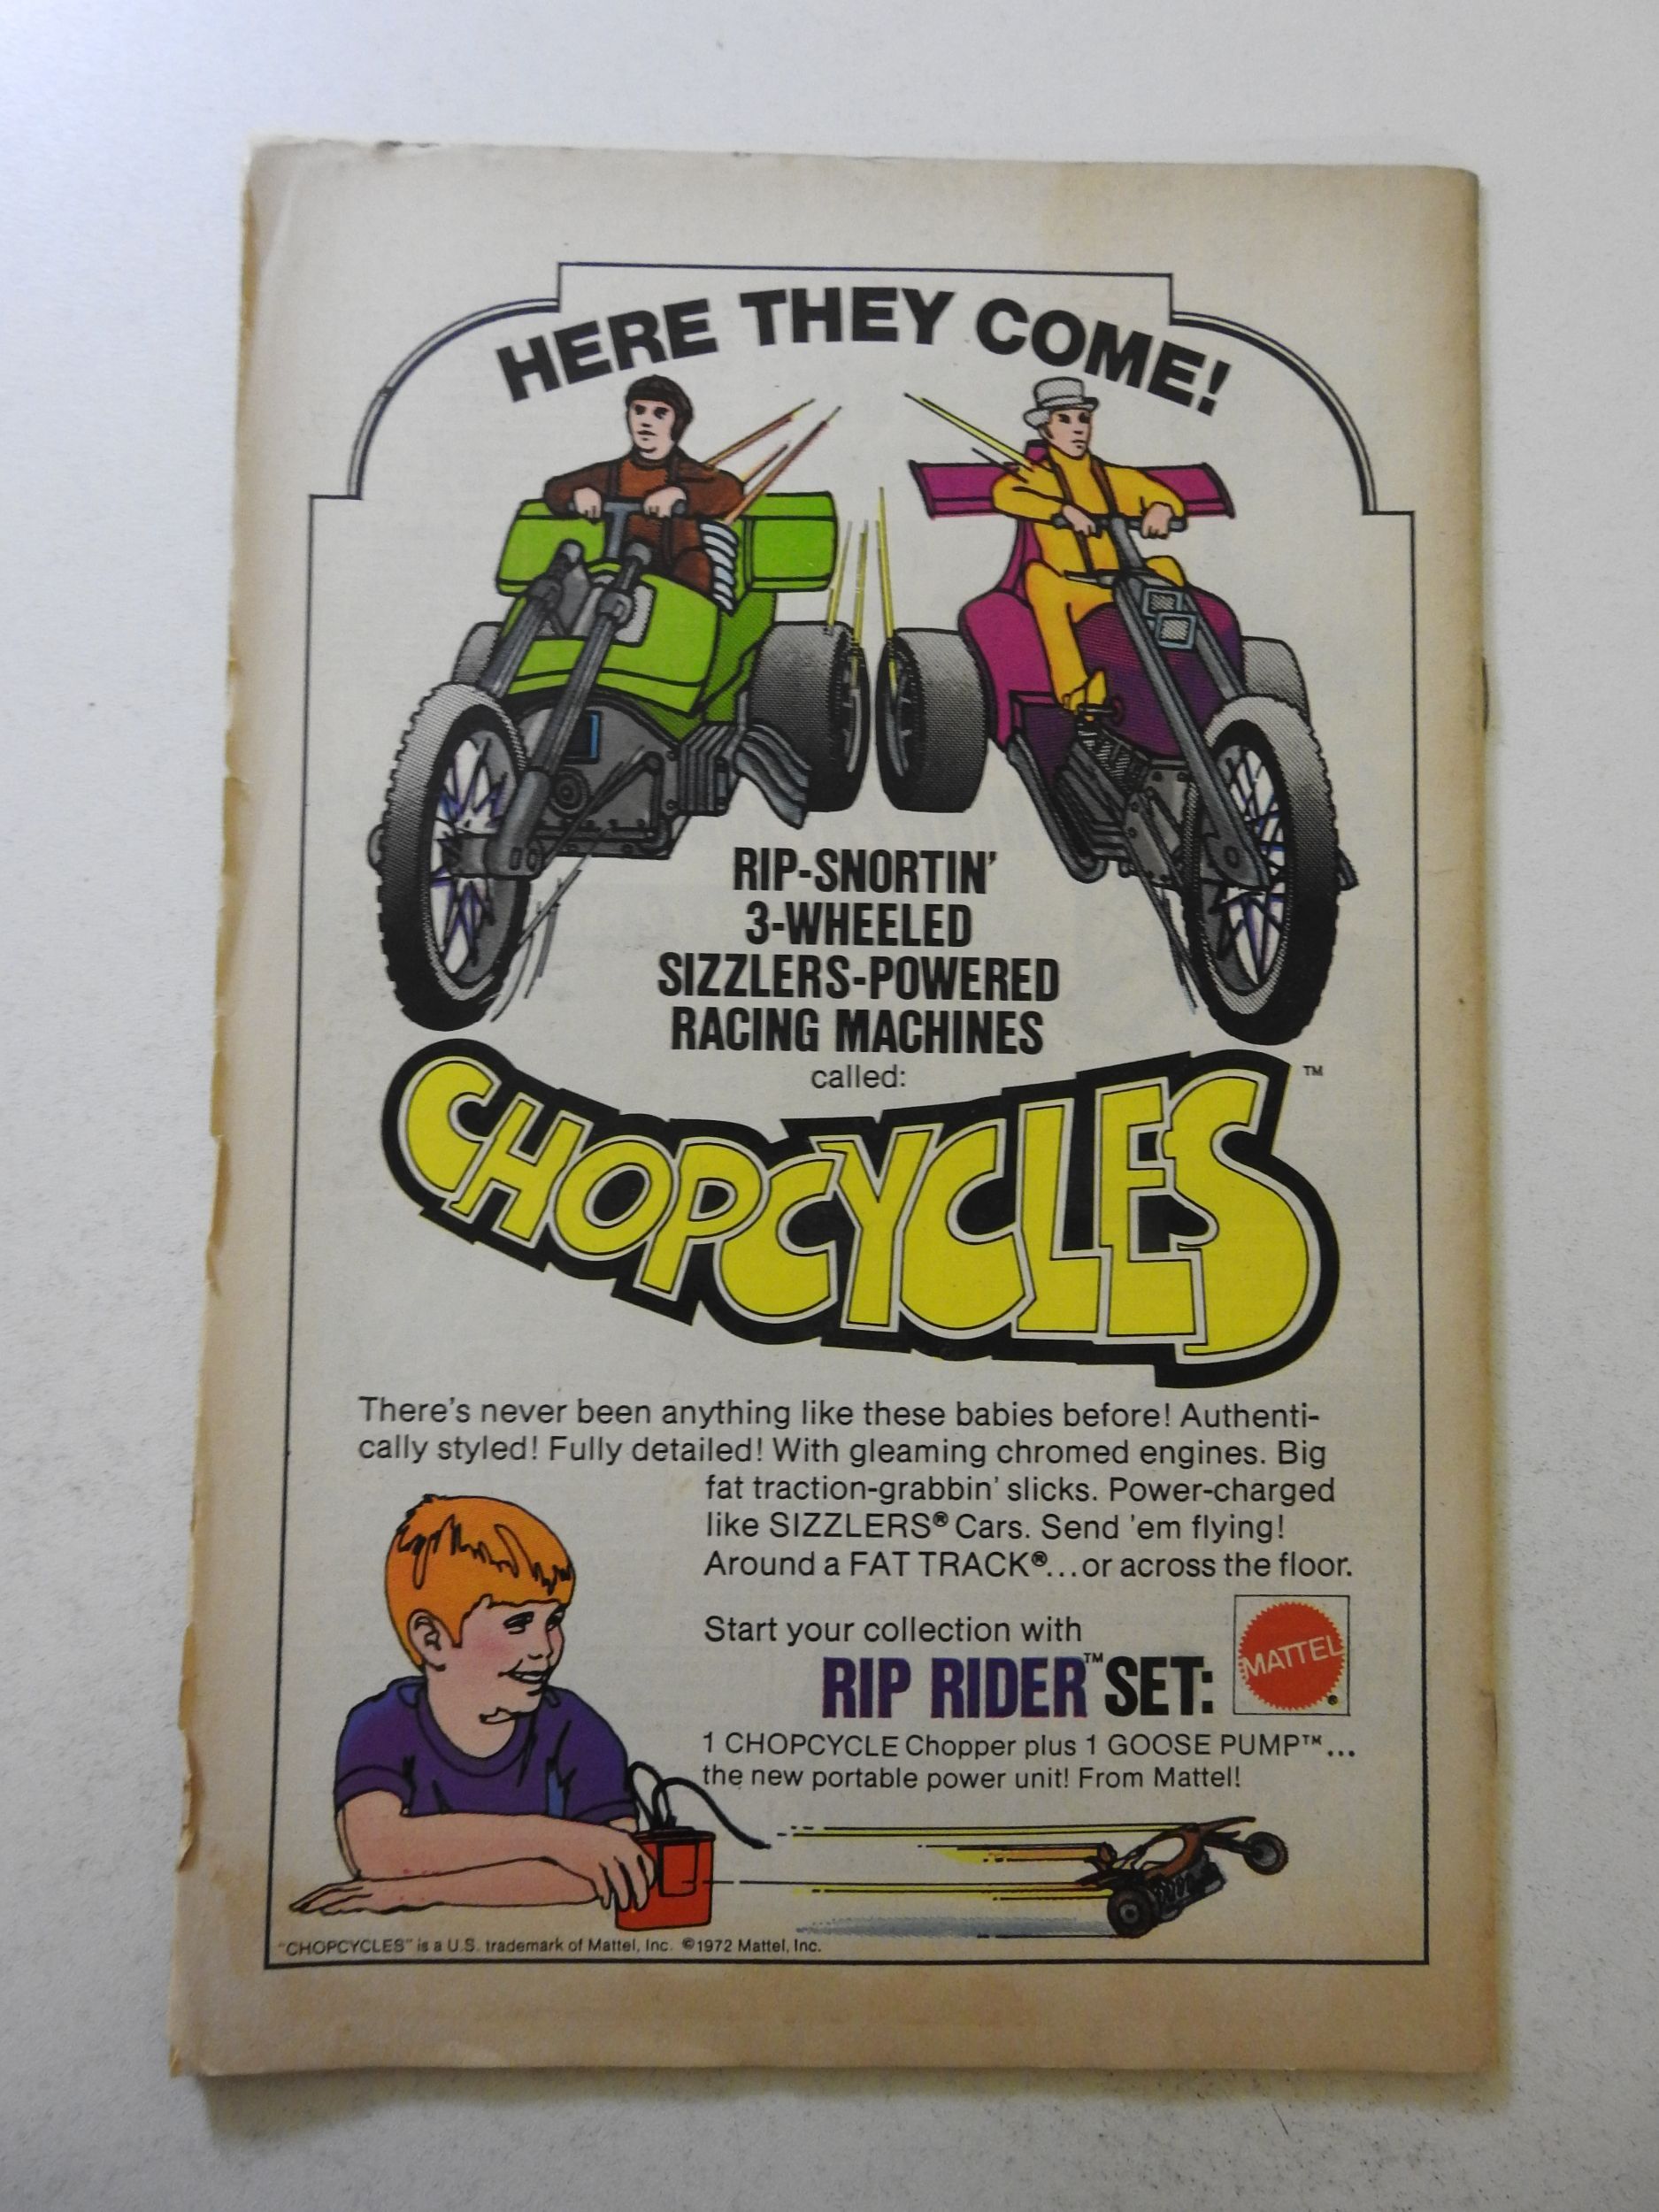 HERE THEY COME!
RIP-SNORTIN'
3-WHEELED
SIZZLERS-POWERED
RACING MACHINES
called:
CHOPCYCLES™
There's never been anything like these babies before! Authenti-
cally styled! Fully detailed! With gleaming chromed engines. Big
fat traction-grabbin' slicks. Power-charged
like SIZZLERS® Cars. Send 'em flying!
Around a FAT TRACK®...or across the floor.
Start your collection with
RIP RIDER™ SET:
MATTEL®
1 CHOPCYCLE Chopper plus 1 GOOSE PUMP™...
the new portable power unit! From Mattel!
"CHOPCYCLES" is a U.S. trademark of Mattel, Inc. ©1972 Mattel, Inc.